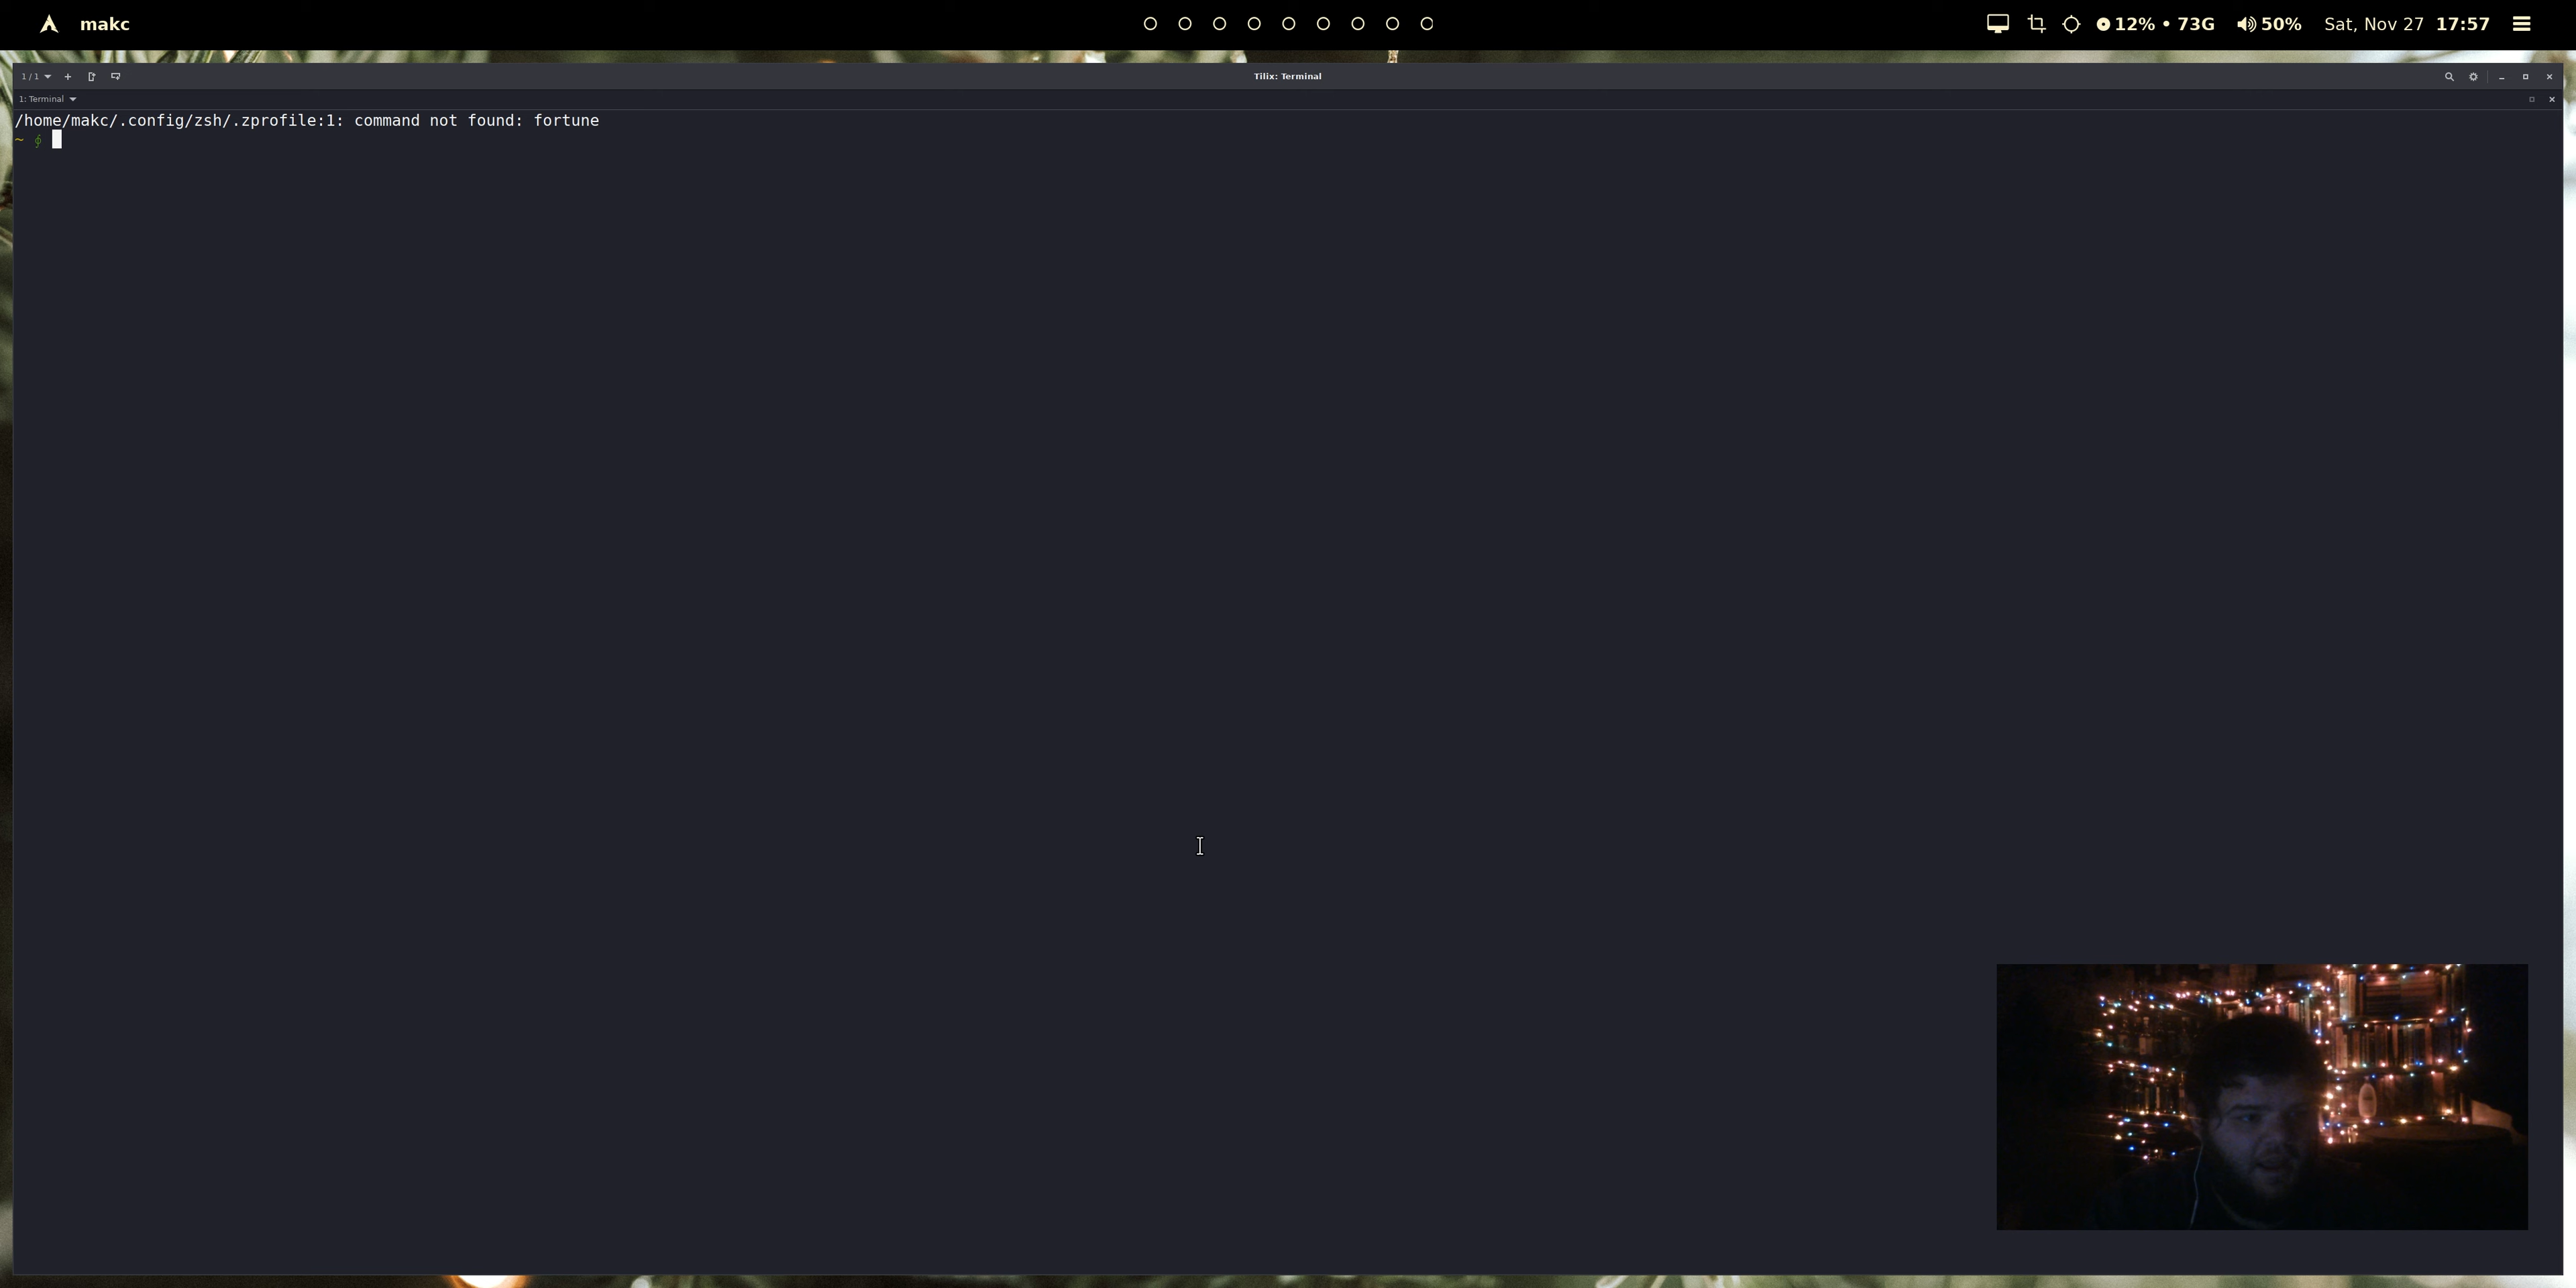 makc
12% • 73G
50%
Sat, Nov 27 17:57
1 / 1
Tilix: Terminal
1: Terminal
/home/makc/.config/zsh/.zprofile:1: command not found: fortune
~ ∮